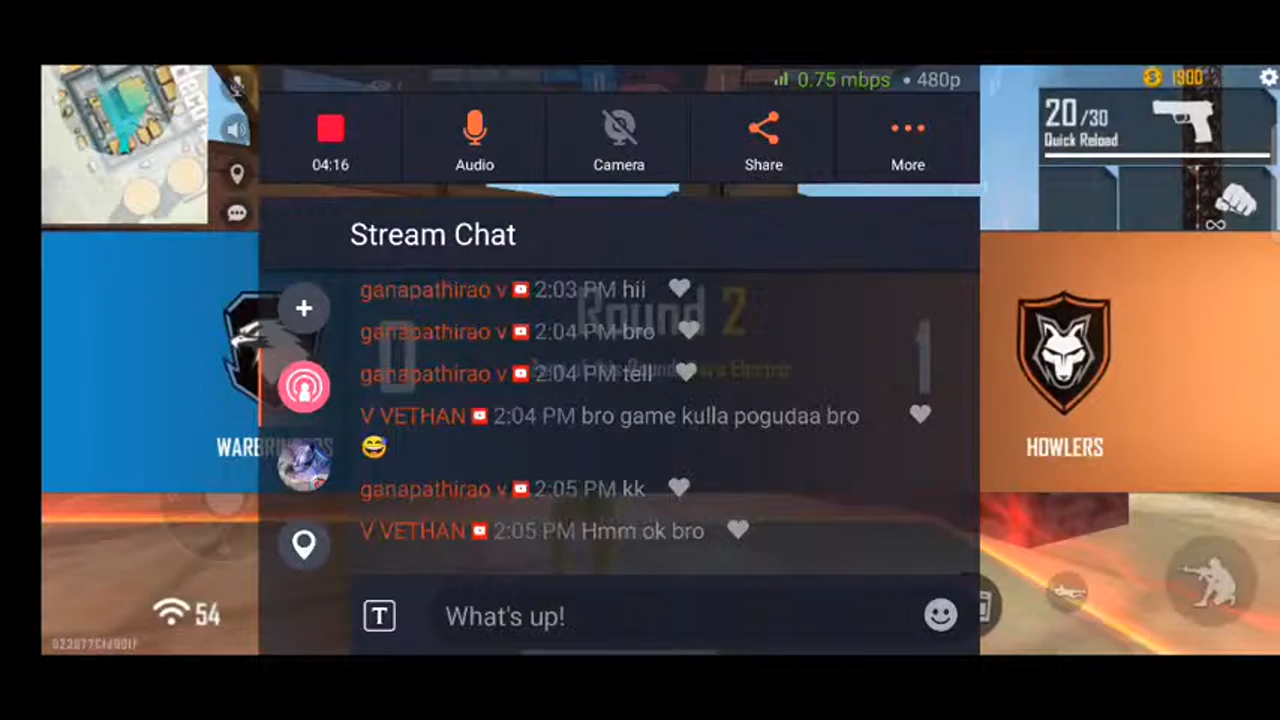 0.75 mbps • 480p
1900
04:16
Audio
Camera
Share
More
20/30
Quick Reload
Stream Chat
ganapathirao v 2:03 PM hii
Round 2
ganapathirao v 2:04 PM bro
0
1
ganapathirao v 2:04 PM tell
V VETHAN 2:04 PM bro game kulla pogudaa bro
😅
HOWLERS
ganapathirao v 2:05 PM kk
V VETHAN 2:05 PM Hmm ok bro
54
T What's up!